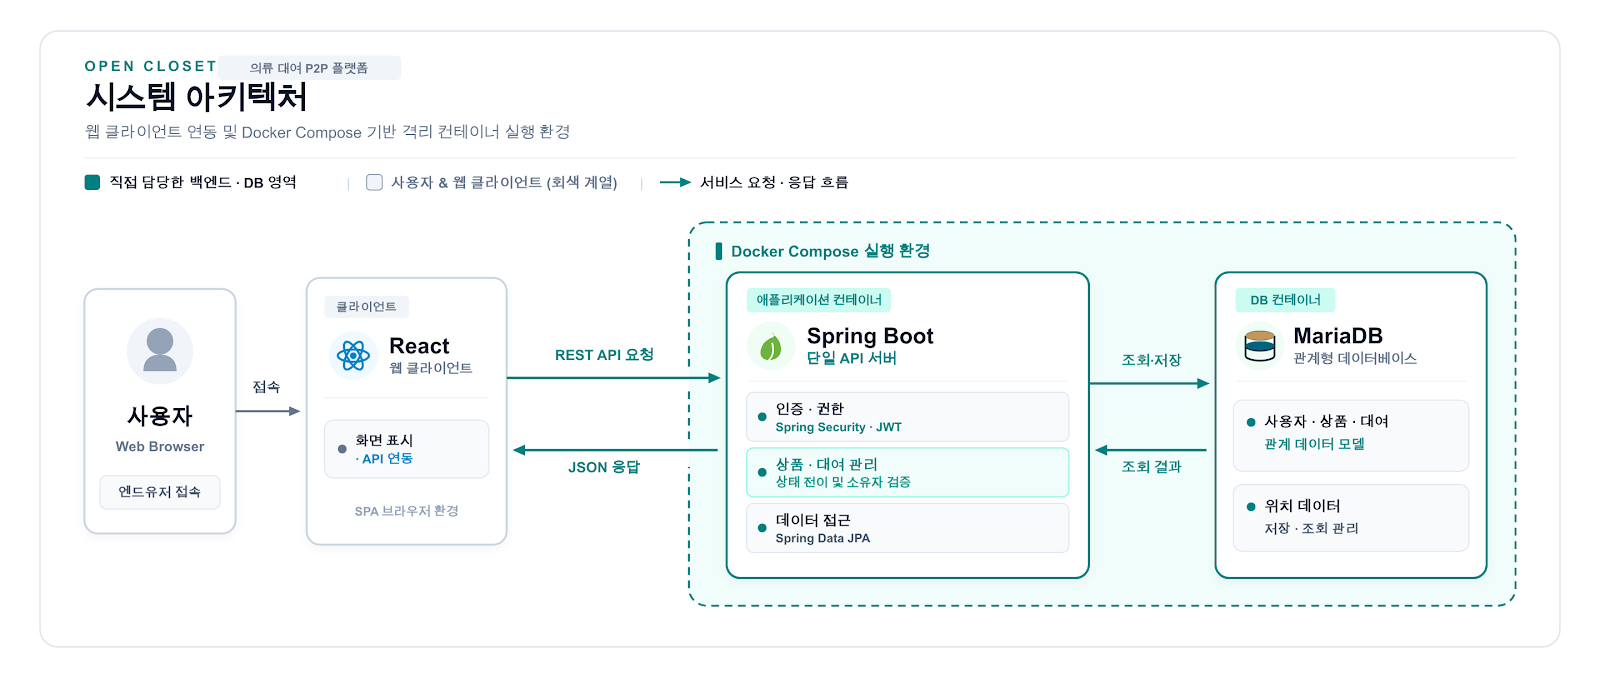 OPEN CLOSET
의류 대여 P2P 플랫폼
시스템 아키텍처
웹 클라이언트 연동 및 Docker Compose 기반 격리 컨테이너 실행 환경
직접 담당한 백엔드 · DB 영역
사용자 & 웹 클라이언트 (회색 계열)
서비스 요청 · 응답 흐름
사용자
Web Browser
엔드유저 접속
접속
클라이언트
React
웹 클라이언트
화면 표시
· API 연동
SPA 브라우저 환경
REST API 요청
JSON 응답
Docker Compose 실행 환경
애플리케이션 컨테이너
Spring Boot
단일 API 서버
인증 · 권한
Spring Security · JWT
상품 · 대여 관리
상태 전이 및 소유자 검증
데이터 접근
Spring Data JPA
조회·저장
조회 결과
DB 컨테이너
MariaDB
관계형 데이터베이스
사용자 · 상품 · 대여
관계 데이터 모델
위치 데이터
저장 · 조회 관리